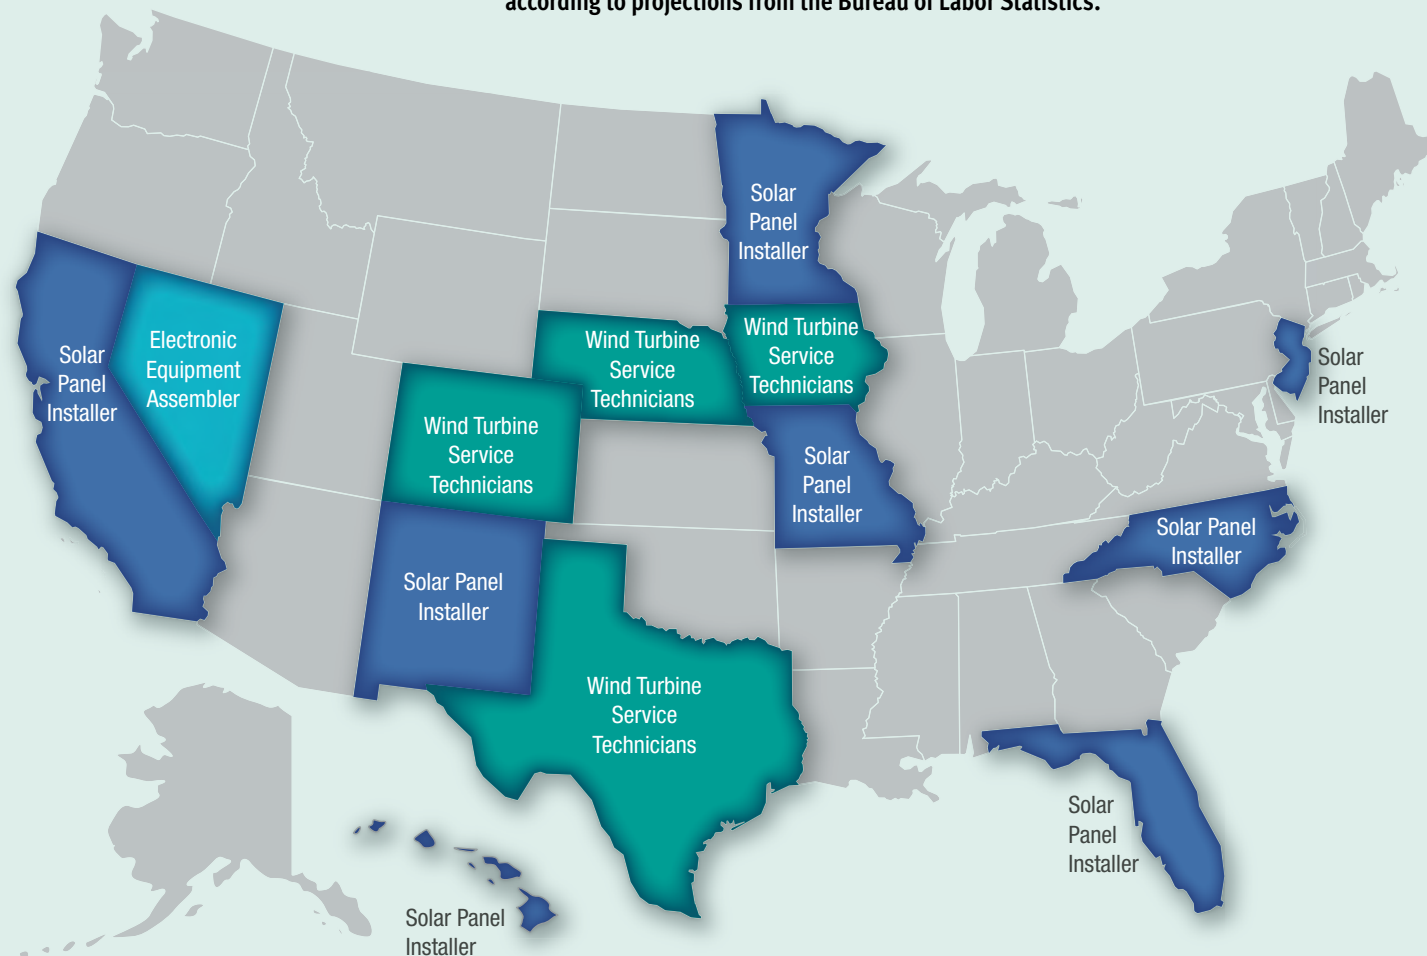 according to projections from the Bureau of Labor Statistics.
Solar
Panel
Installer
Electronic
Equipment
Assembler
Solar
Panel
Installer
Wind Turbine
Service
Technicians
Wind Turbine
Service
Technicians
Wind Turbine
Service
Technicians
Solar
Panel
Installer
Solar
Panel
Installer
Solar Panel
Installer
Solar Panel
Installer
Wind Turbine
Service
Technicians
Solar
Panel
Installer
Solar Panel
Installer